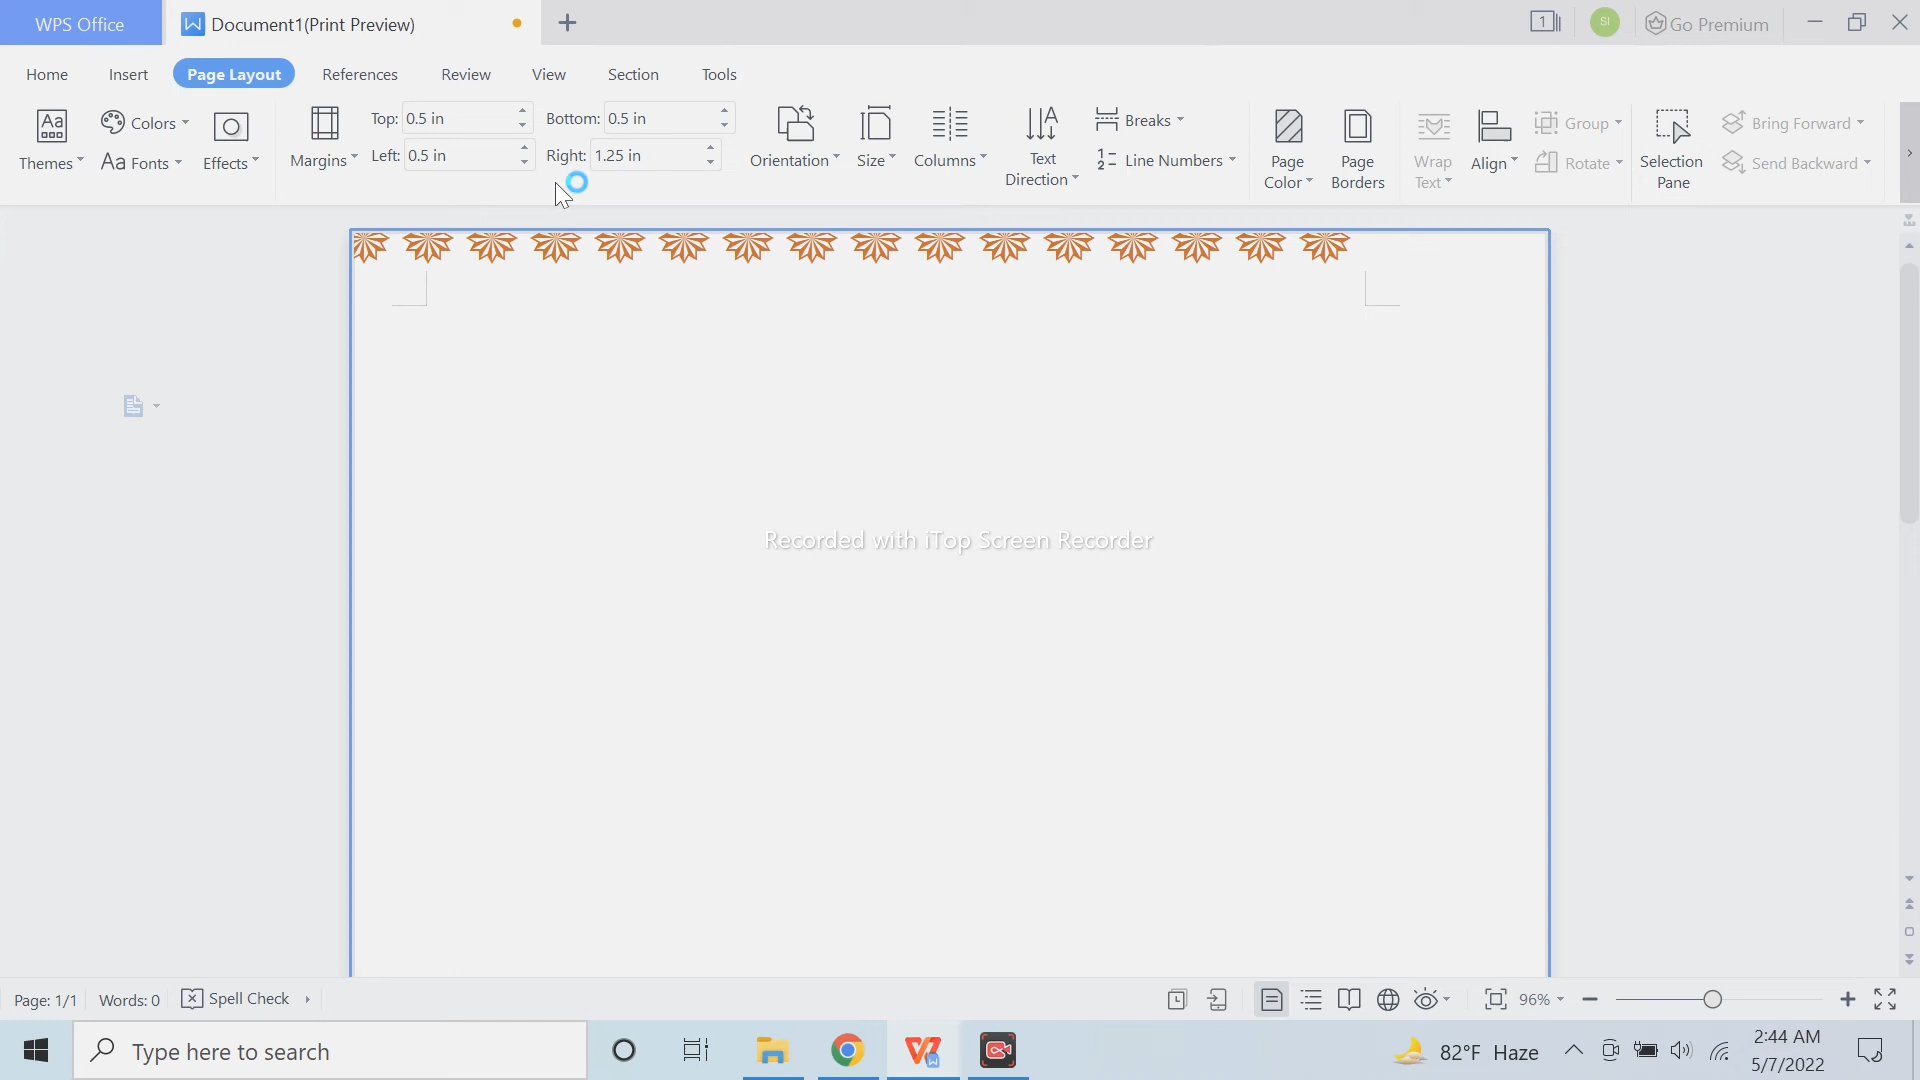 WPS Office
Document1(Print Preview)
1
SI
Go Premium
Home
Insert
Page Layout
References
Review
View
Section
Tools
Themes
Colors
Fonts
Effects
Margins
Top: 0.5 in
Bottom: 0.5 in
Left: 0.5 in
Right: 1.25 in
Orientation
Size
Columns
Text Direction
Breaks
Line Numbers
Page Color
Page Borders
Wrap Text
Align
Group
Rotate
Selection Pane
Bring Forward
Send Backward
Recorded with iTop Screen Recorder
Page: 1/1
Words: 0
Spell Check
96%
Type here to search
82°F Haze
2:44 AM
5/7/2022